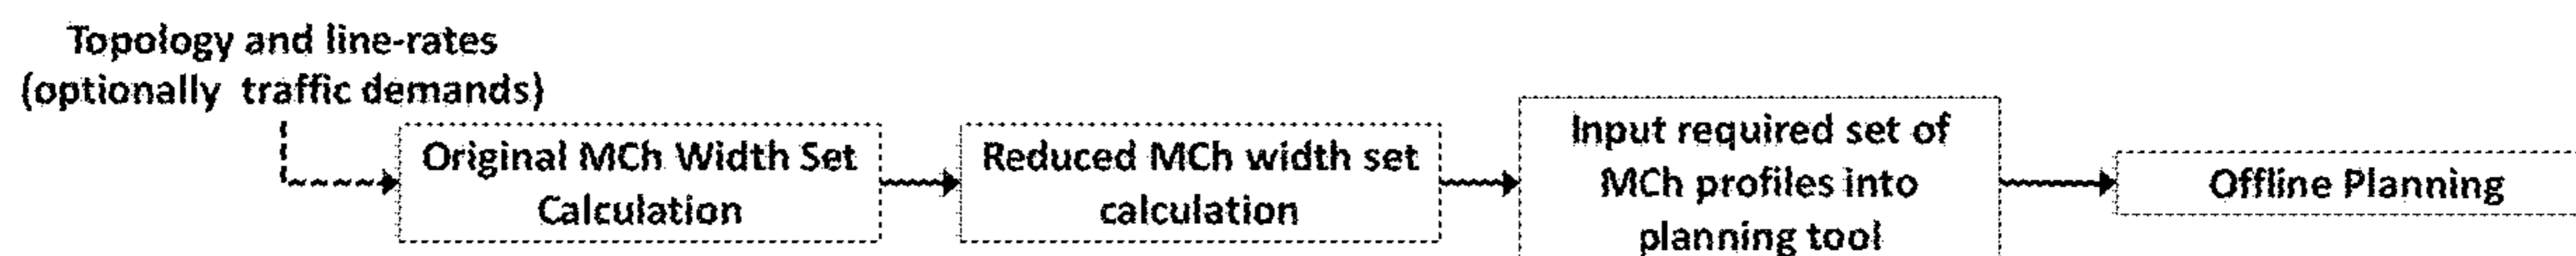 Topology and line-rates
(optionally traffic demands)
Original MCh Width Set
Calculation
Reduced MCh width set
calculation
Input required set of
MCh profiles into
planning tool
Offline Planning